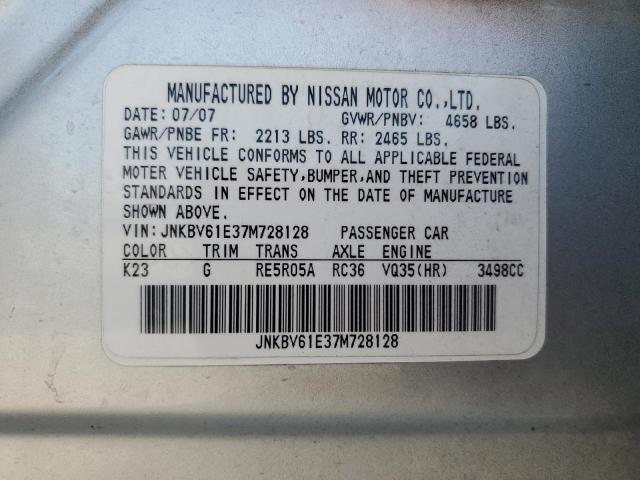 MANUFACTURED BY NISSAN MOTOR CO.,LTD.
DATE: 07/07 GVWR/PNBV: 4658 LBS.
GAWR/PNBE FR: 2213 LBS. RR: 2465 LBS.
THIS VEHICLE CONFORMS TO ALL APPLICABLE FEDERAL
MOTOR VEHICLE SAFETY,BUMPER,AND THEFT PREVENTION
STANDARDS IN EFFECT ON THE DATE OF MANUFACTURE
SHOWN ABOVE.
VIN:JNKBV61E37M728128 PASSENGER CAR
COLOR TRIM TRANS AXLE ENGINE
K23 G RE5R05A RC36 VQ35(HR) 3498CC
JNKBV61E37M728128